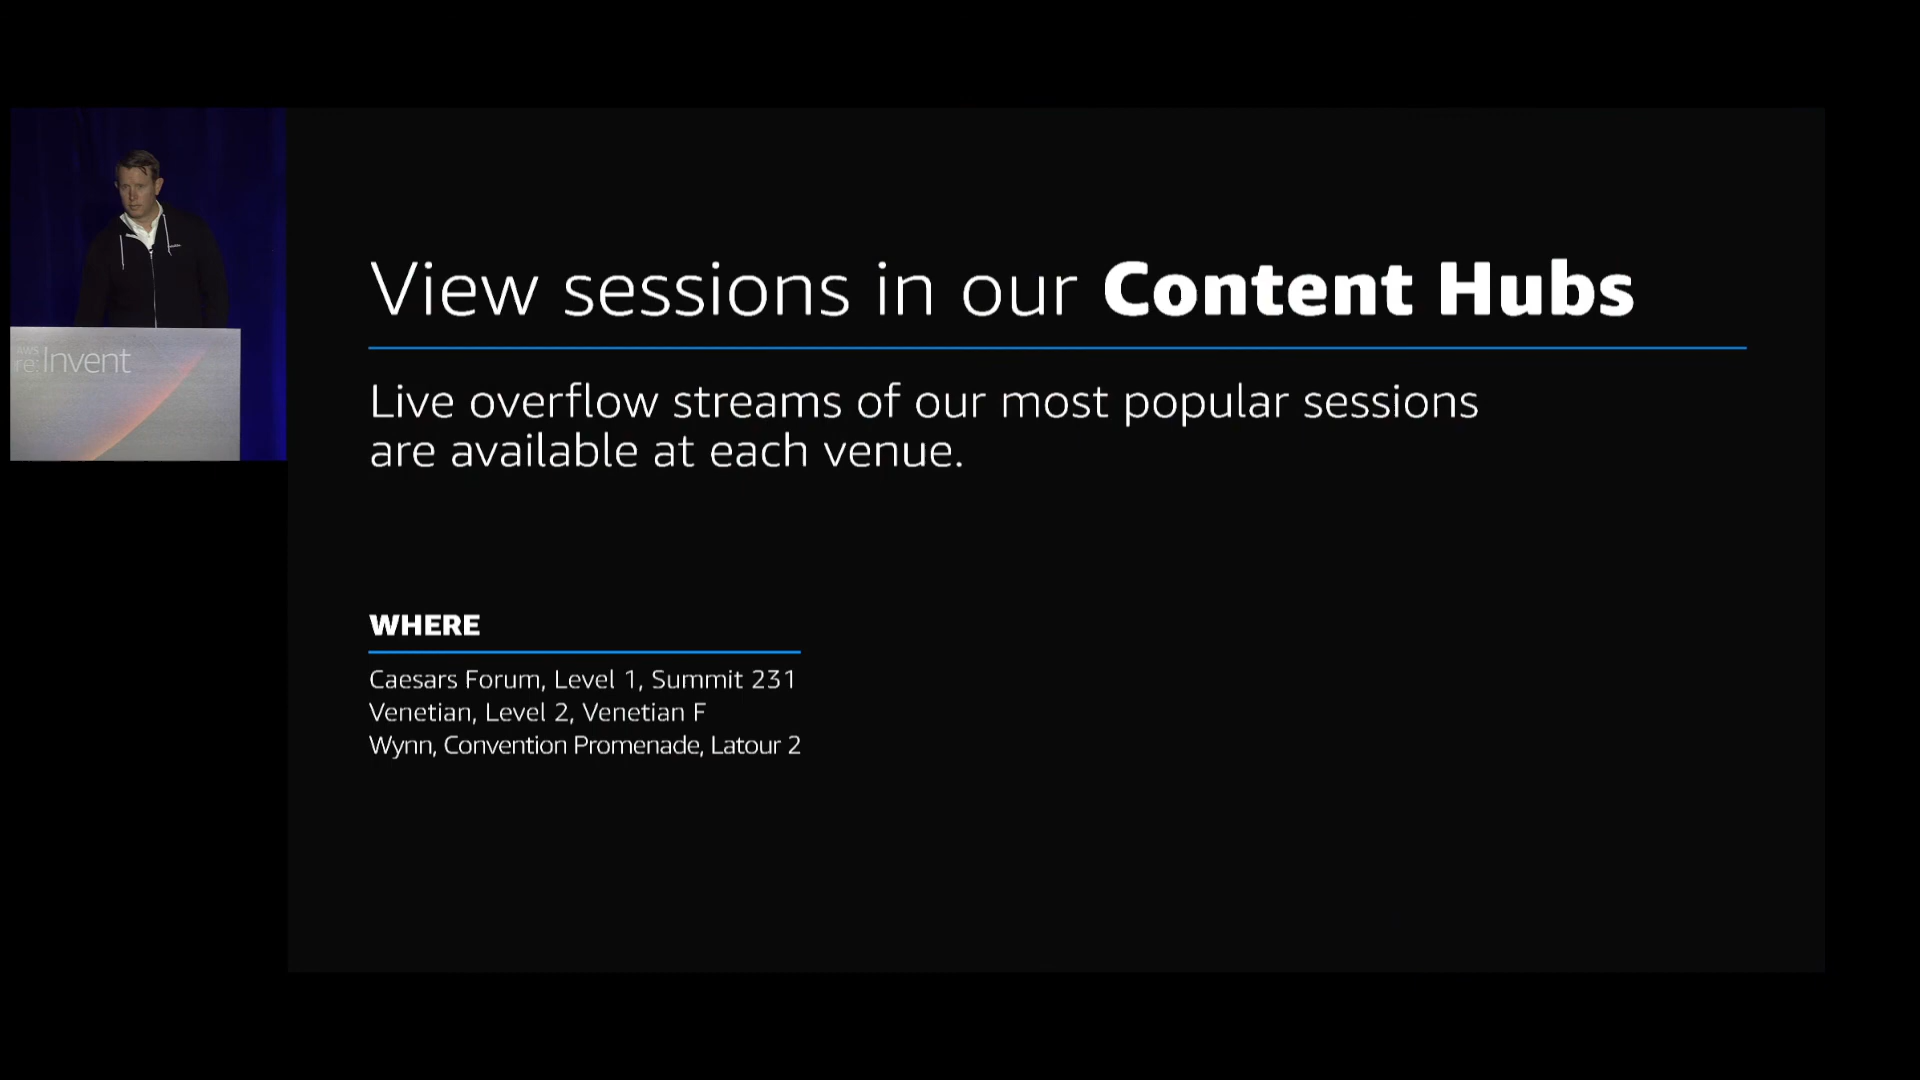 AWS
re:Invent
View sessions in our Content Hubs
Live overflow streams of our most popular sessions
are available at each venue.
WHERE
Caesars Forum, Level 1, Summit 231
Venetian, Level 2, Venetian F
Wynn, Convention Promenade, Latour 2